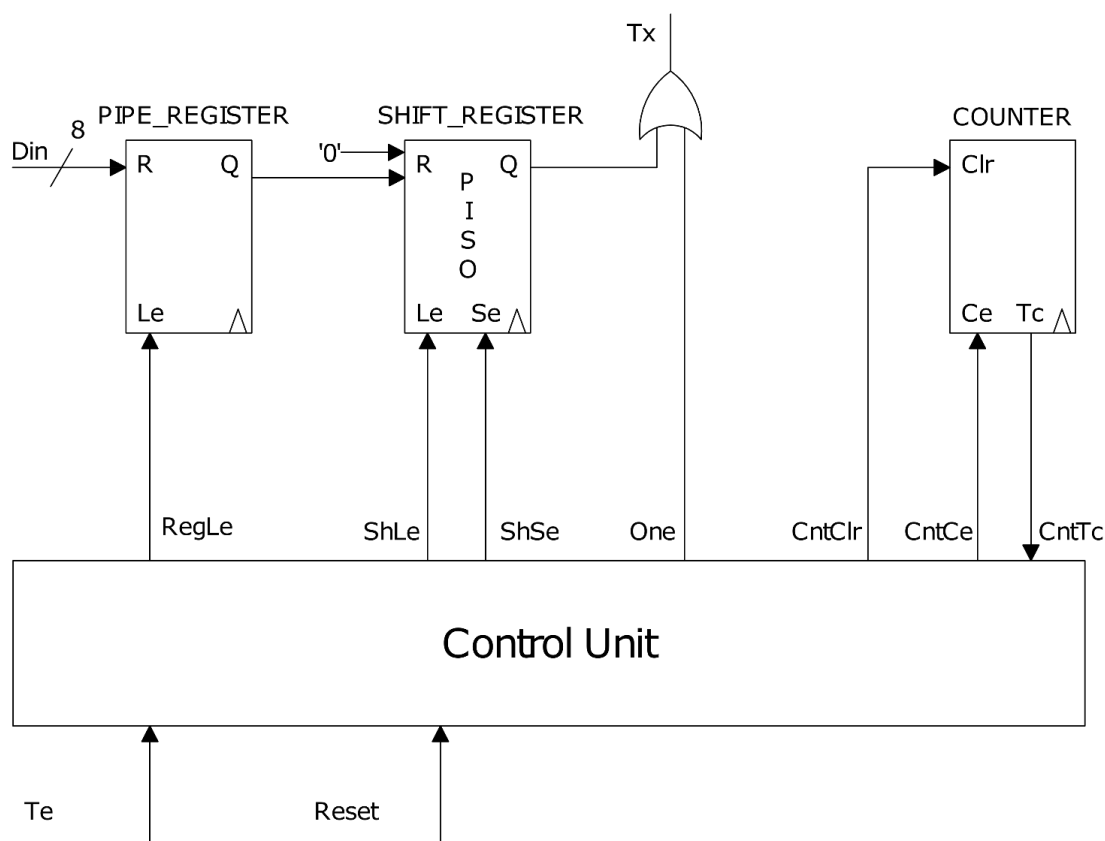 Tx
PIPE_REGISTER
SHIFT_REGISTER
COUNTER
Din
8
R
Q
'0'
R
Q
P
I
S
O
Clr
Le
Le
Se
Ce
Tc
RegLe
ShLe
ShSe
One
CntClr
CntCe
CntTc
Control Unit
Te
Reset